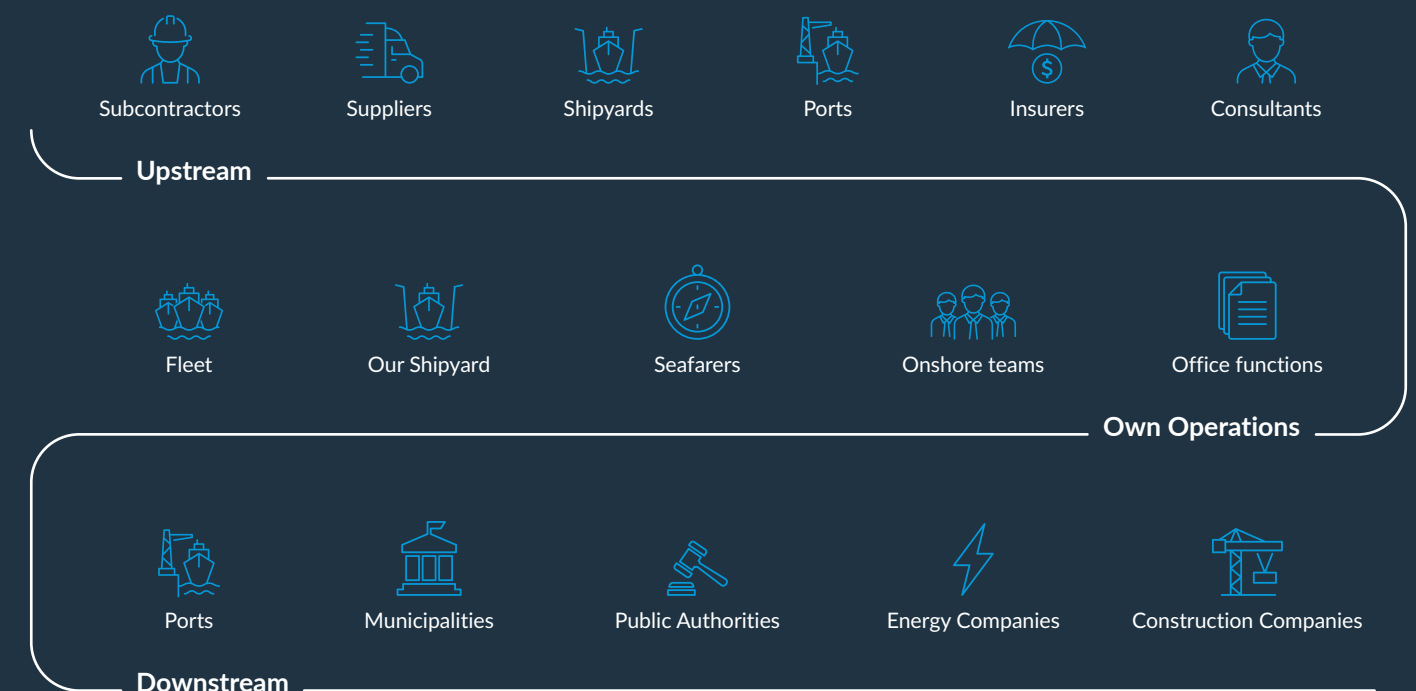 Subcontractors Suppliers Shipyards Ports Insurers Consultants
Upstream
Fleet Our Shipyard Seafarers Onshore teams Office functions
Own Operations
Ports Municipalities Public Authorities Energy Companies Construction Companies
Downstream